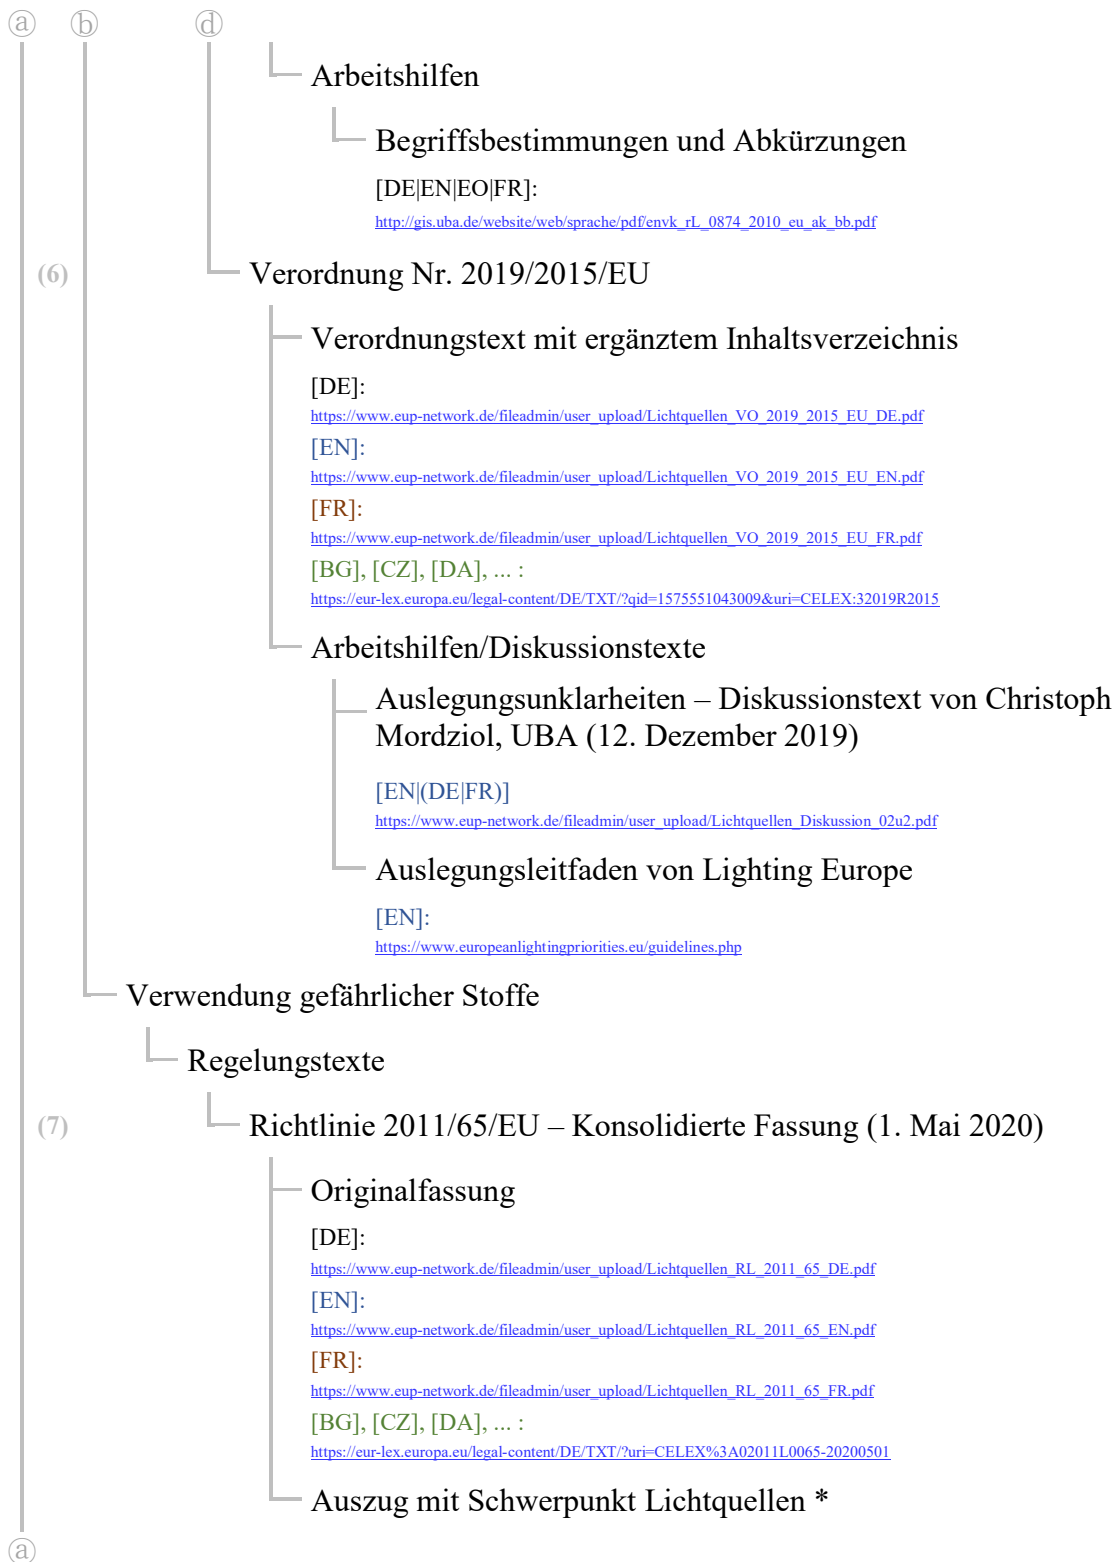 ⓐ ⓑ ⓓ
Arbeitshilfen
Begriffsbestimmungen und Abkürzungen
[DE|EN|EO|FR]:
http://gis.uba.de/website/web/sprache/pdf/envk_rL_0874_2010_eu_ak_bb.pdf
(6) Verordnung Nr. 2019/2015/EU
Verordnungstext mit ergänztem Inhaltsverzeichnis
[DE]:
https://www.eup-network.de/fileadmin/user_upload/Lichtquellen_VO_2019_2015_EU_DE.pdf
[EN]:
https://www.eup-network.de/fileadmin/user_upload/Lichtquellen_VO_2019_2015_EU_EN.pdf
[FR]:
https://www.eup-network.de/fileadmin/user_upload/Lichtquellen_VO_2019_2015_EU_FR.pdf
[BG], [CZ], [DA], ... :
https://eur-lex.europa.eu/legal-content/DE/TXT/?qid=1575551043009&uri=CELEX:32019R2015
Arbeitshilfen/Diskussionstexte
Auslegungsunklarheiten – Diskussionstext von Christoph
Mordziol, UBA (12. Dezember 2019)
[EN|(DE|FR)]
https://www.eup-network.de/fileadmin/user_upload/Lichtquellen_Diskussion_02u2.pdf
Auslegungsleitfaden von Lighting Europe
[EN]:
https://www.europeanlightingpriorities.eu/guidelines.php
Verwendung gefährlicher Stoffe
Regelungstexte
(7) Richtlinie 2011/65/EU – Konsolidierte Fassung (1. Mai 2020)
Originalfassung
[DE]:
https://www.eup-network.de/fileadmin/user_upload/Lichtquellen_RL_2011_65_DE.pdf
[EN]:
https://www.eup-network.de/fileadmin/user_upload/Lichtquellen_RL_2011_65_EN.pdf
[FR]:
https://www.eup-network.de/fileadmin/user_upload/Lichtquellen_RL_2011_65_FR.pdf
[BG], [CZ], [DA], ... :
https://eur-lex.europa.eu/legal-content/DE/TXT/?uri=CELEX%3A02011L0065-20200501
Auszug mit Schwerpunkt Lichtquellen *
ⓐ